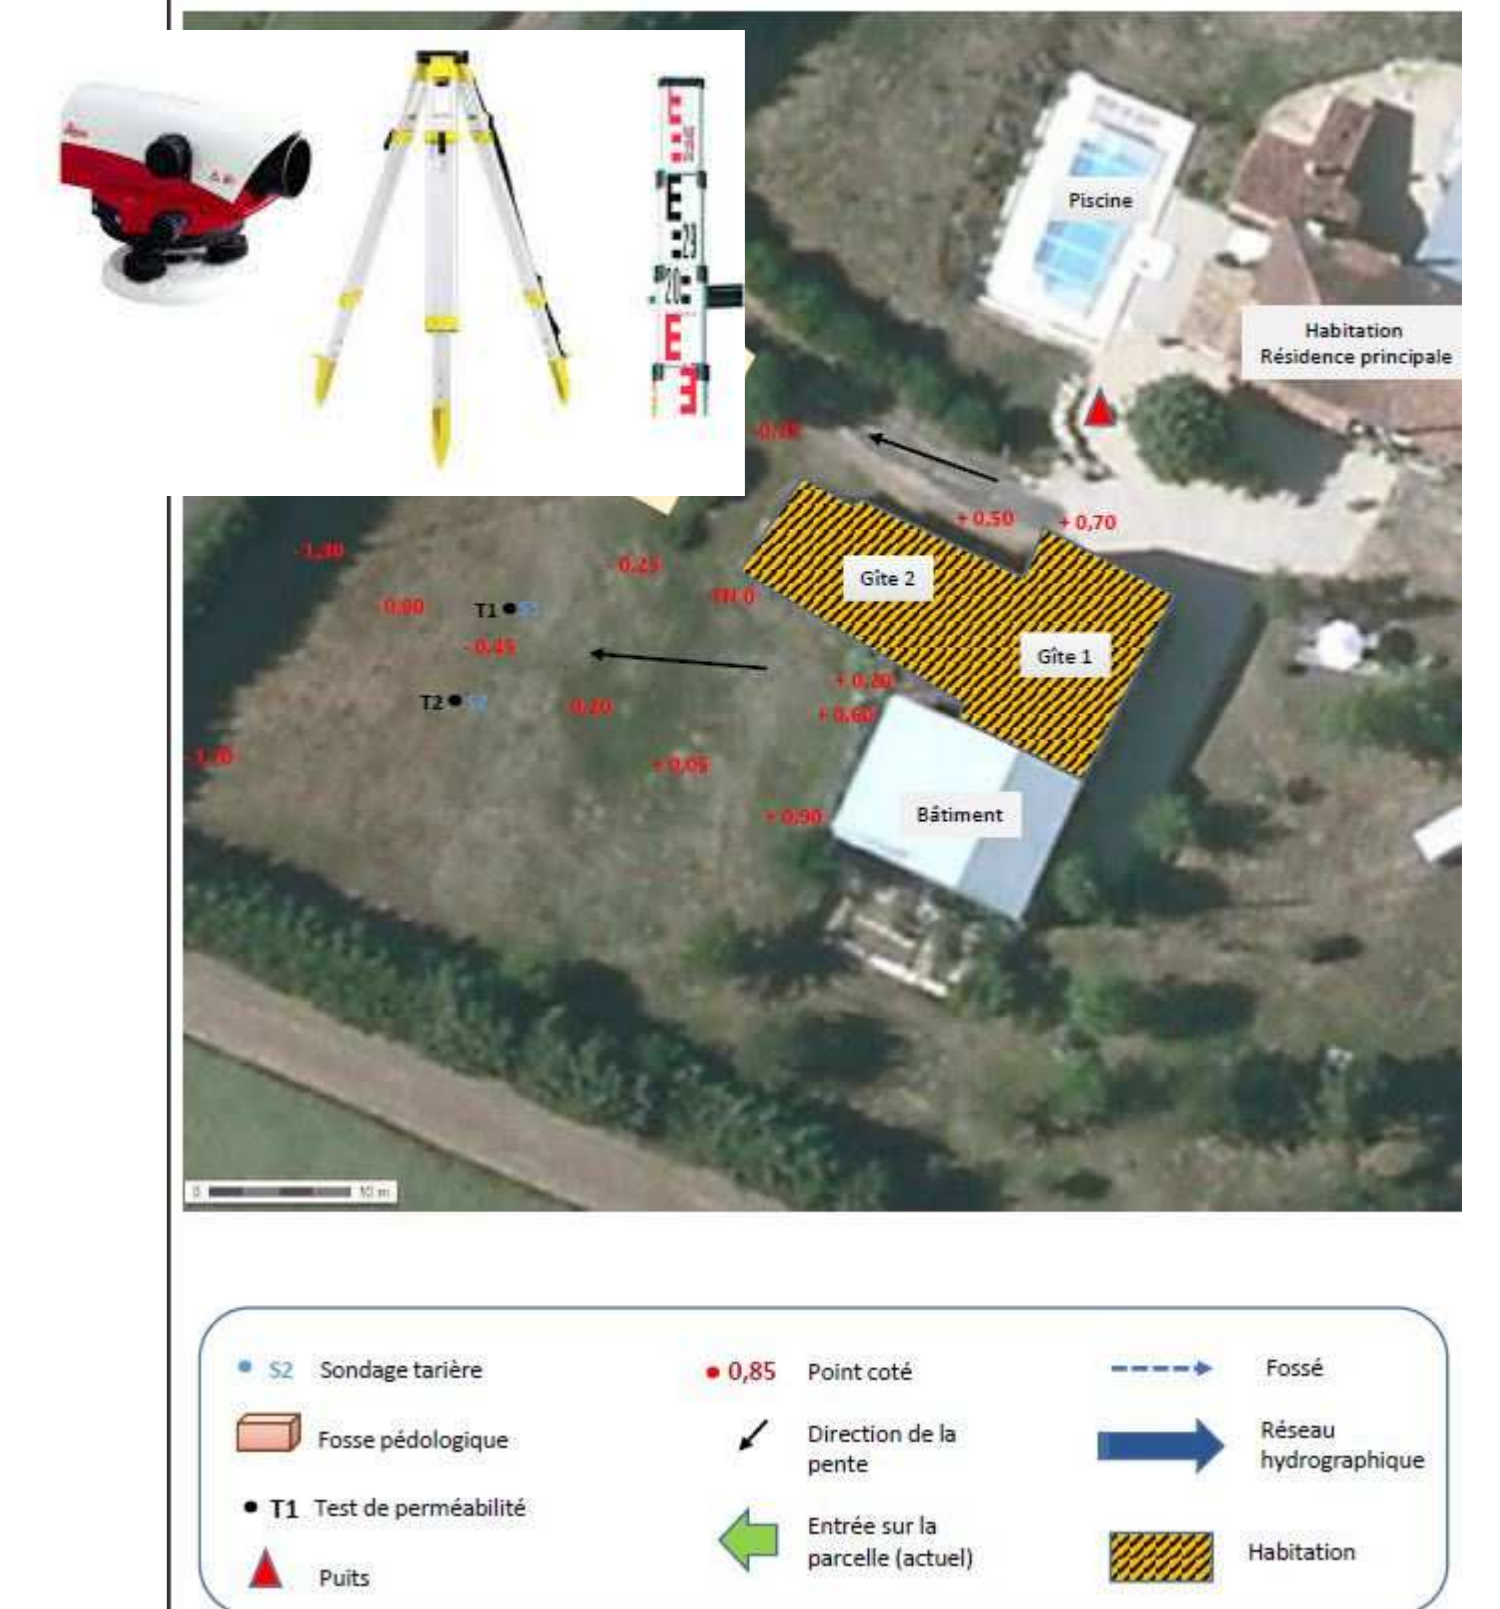 Piscine
Habitation
Résidence principale
+ 0,50
+ 0,70
Gîte 2
Gîte 1
TN 0
T1
- 0,45
T2
+ 0,60
+ 0,05
+ 0,90
Bâtiment
0 10 m
S2 Sondage tarière
Fosse pédologique
T1 Test de perméabilité
Puits
0,85 Point coté
Direction de la
pente
Entrée sur la
parcelle (actuel)
Fossé
Réseau
hydrographique
Habitation